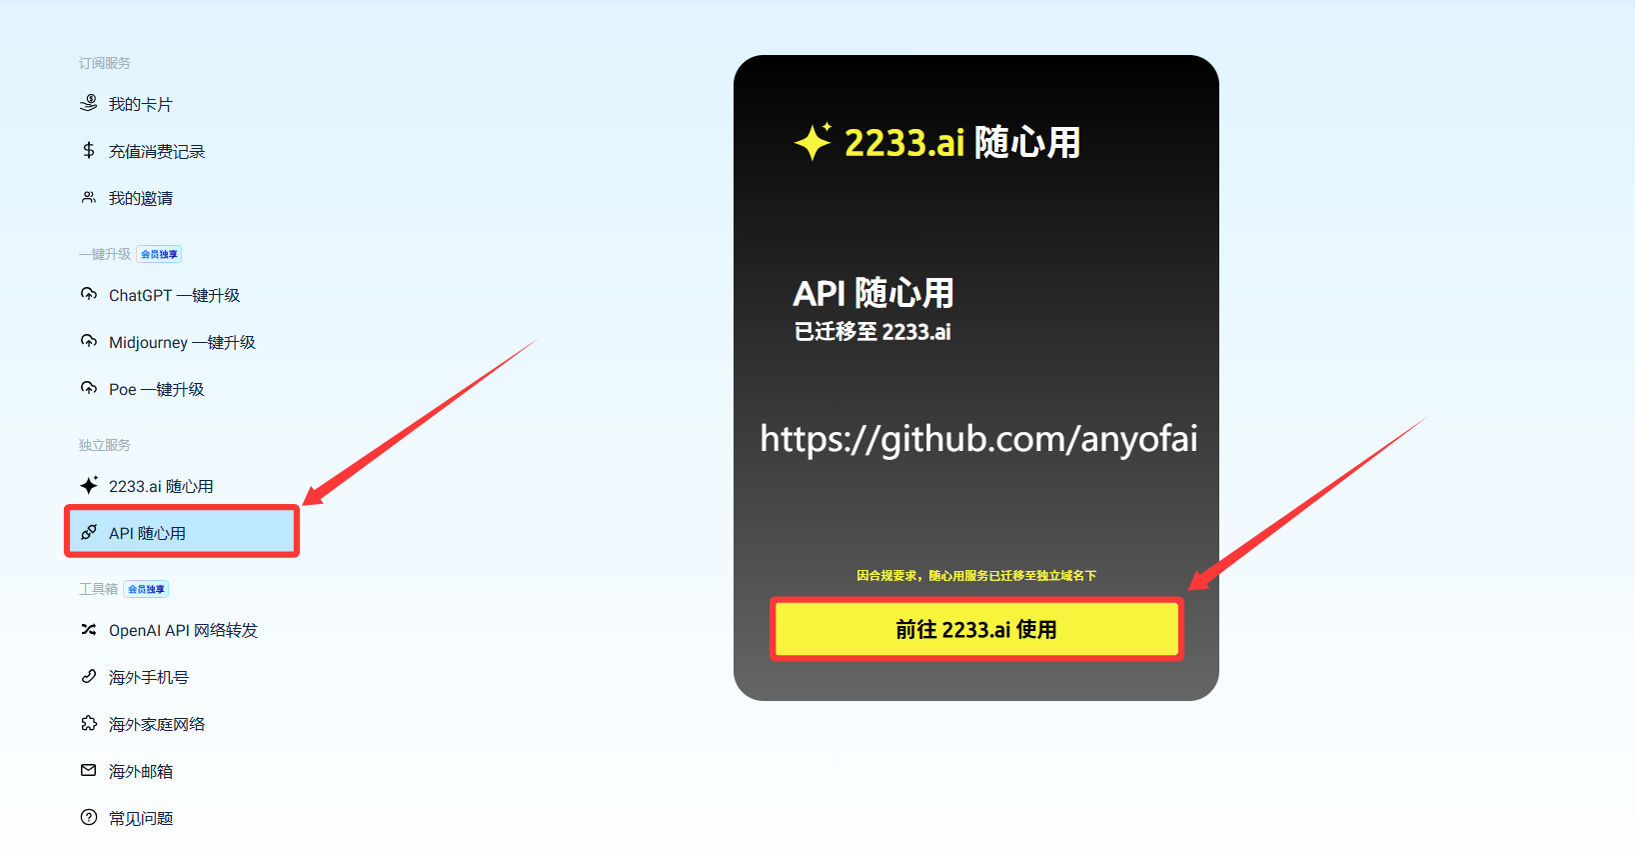 订阅服务
我的卡片
充值消费记录
我的邀请
一键升级 会员独享
ChatGPT 一键升级
Midjourney 一键升级
Poe 一键升级
独立服务
2233.ai 随心用
API 随心用
工具箱 会员独享
OpenAI API 网络转发
海外手机号
海外家庭网络
海外邮箱
常见问题
2233.ai 随心用
API 随心用
已迁移至 2233.ai
https://github.com/anyofai
因合规要求，随心用服务已迁移至独立域名下
前往 2233.ai 使用